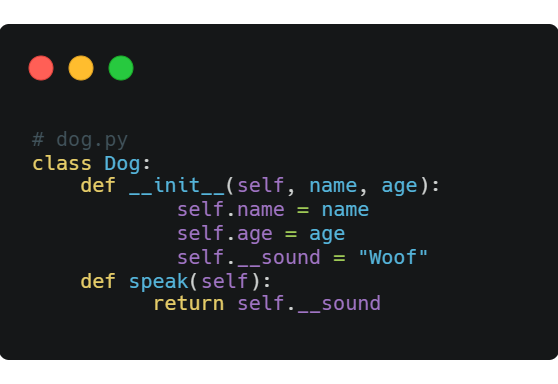 # dog.py
class Dog:
    def __init__(self, name, age):
            self.name = name
            self.age = age
            self.__sound = "Woof"
    def speak(self):
          return self.__sound